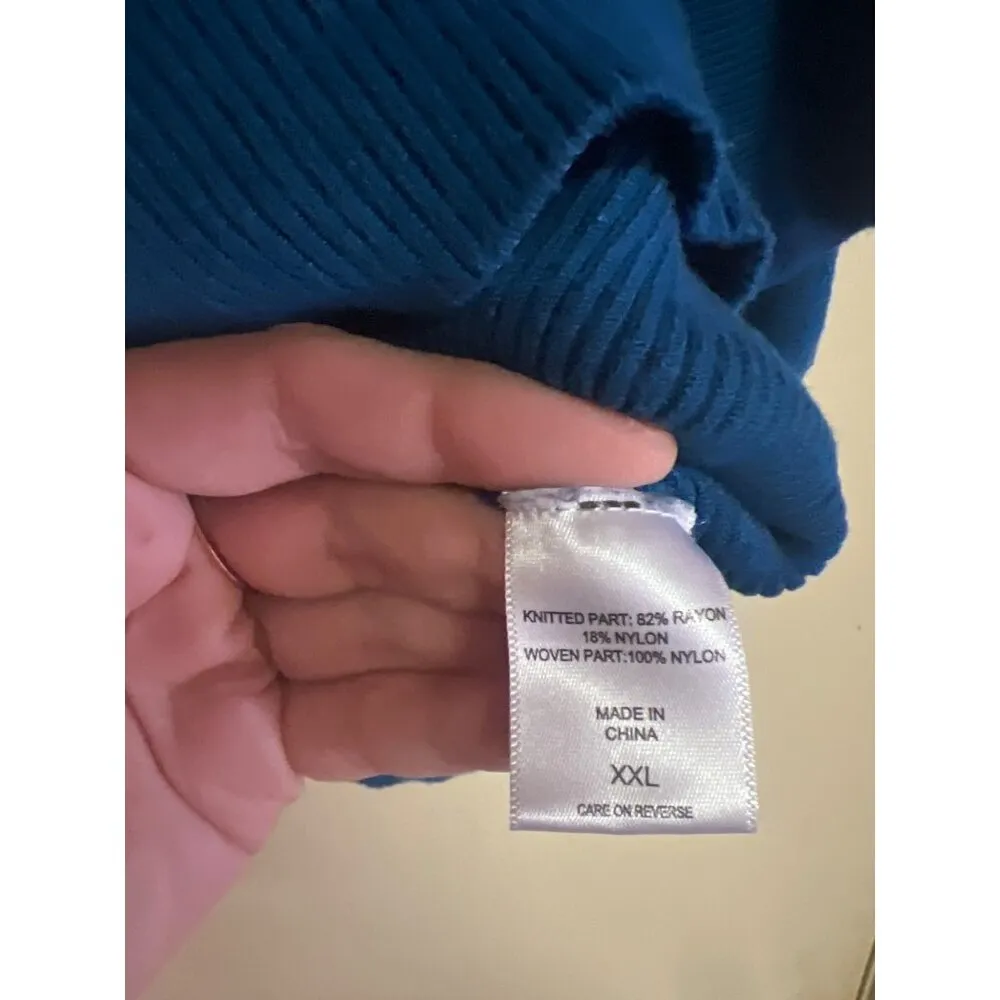 KNITTED PART: 82% RAYON
18% NYLON
WOVEN PART:100% NYLON
MADE IN
CHINA
XXL
CARE ON REVERSE